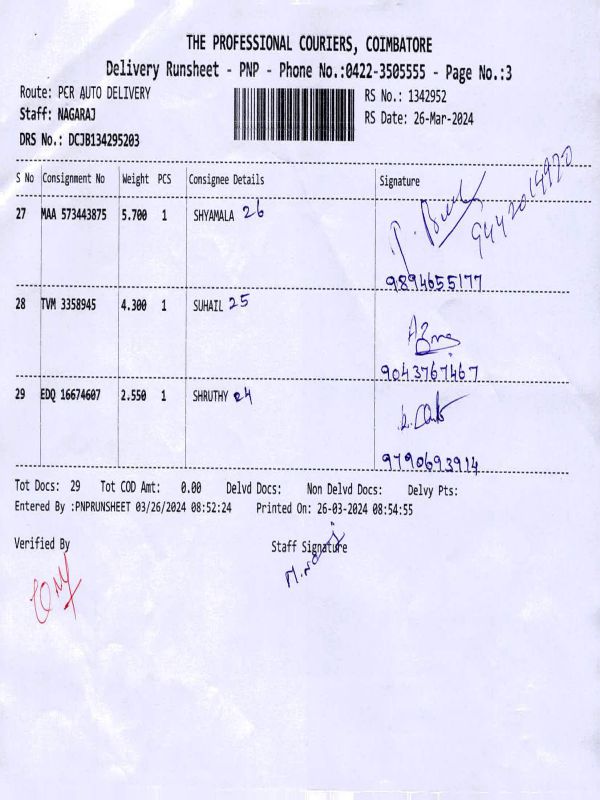 THE PROFESSIONAL COURIERS, COIMBATORE
Delivery Runsheet - PNP - Phone No.:0422-3505555 - Page No.:3
Route: PCR AUTO DELIVERY RS No.: 1342952
Staff: NAGARAJ RS Date: 26-Mar-2024
DRS No.: DCJB134295203
S No Consignment No Weight PCS Consignee Details Signature
27 MAA 573443875 5.700 1 SHYAMALA 26
9442014920
9894655177
28 TVM 3358945 4.300 1 SUHAIL 25
9043767467
29 EDQ 16674607 2.550 1 SHRUTHY 24
9790693914
Tot Docs: 29 Tot COD Amt: 0.00 Delvd Docs: Non Delvd Docs: Delvy Pts:
Entered By :PNPRUNSHEET 03/26/2024 08:52:24 Printed On: 26-03-2024 08:54:55
Verified By Staff Signature